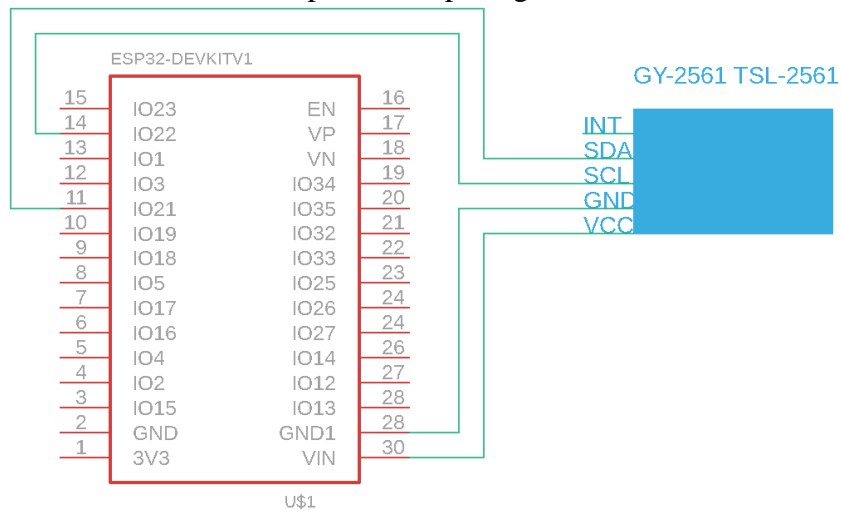 ESP32-DEVKITV1
GY-2561 TSL-2561
15 IO23 EN 16
14 IO22 VP 17
13 IO1 VN 18
12 IO3 IO34 19
11 IO21 IO35 20
10 IO19 IO32 21
9 IO18 IO33 22
8 IO5 IO25 23
7 IO17 IO26 24
6 IO16 IO27 24
5 IO4 IO14 26
4 IO2 IO12 27
3 IO15 IO13 28
2 GND GND1 28
1 3V3 VIN 30
INT
SDA
SCL
GND
VCC
U$1